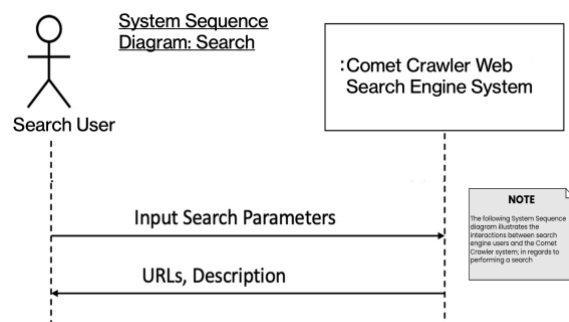 System Sequence
Diagram: Search
:Comet Crawler Web
Search Engine System
Search User
Input Search Parameters
URLs, Description
NOTE
The following System Sequence
diagram illustrates the
interactions between search
engine users and the Comet
Crawler system; in regards to
performing a search